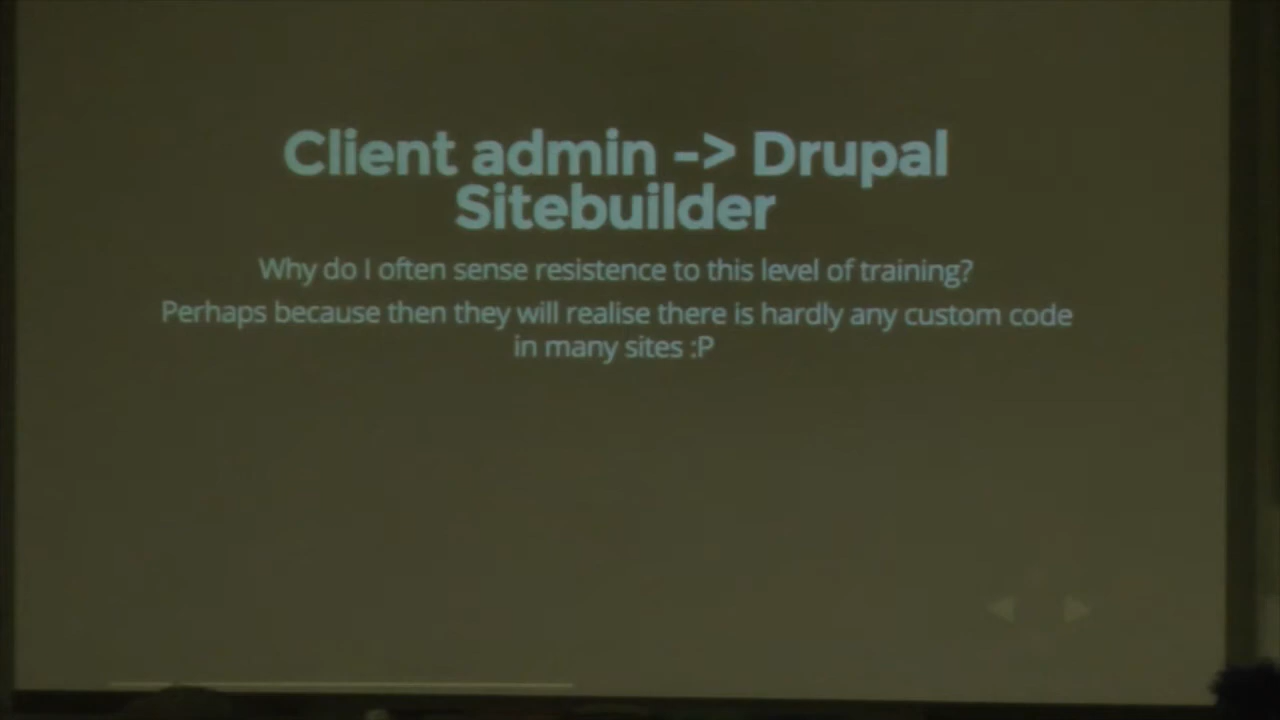 Client admin -> Drupal
Sitebuilder
Why do I often sense resistence to this level of training?
Perhaps because then they will realise there is hardly any custom code
in many sites :P